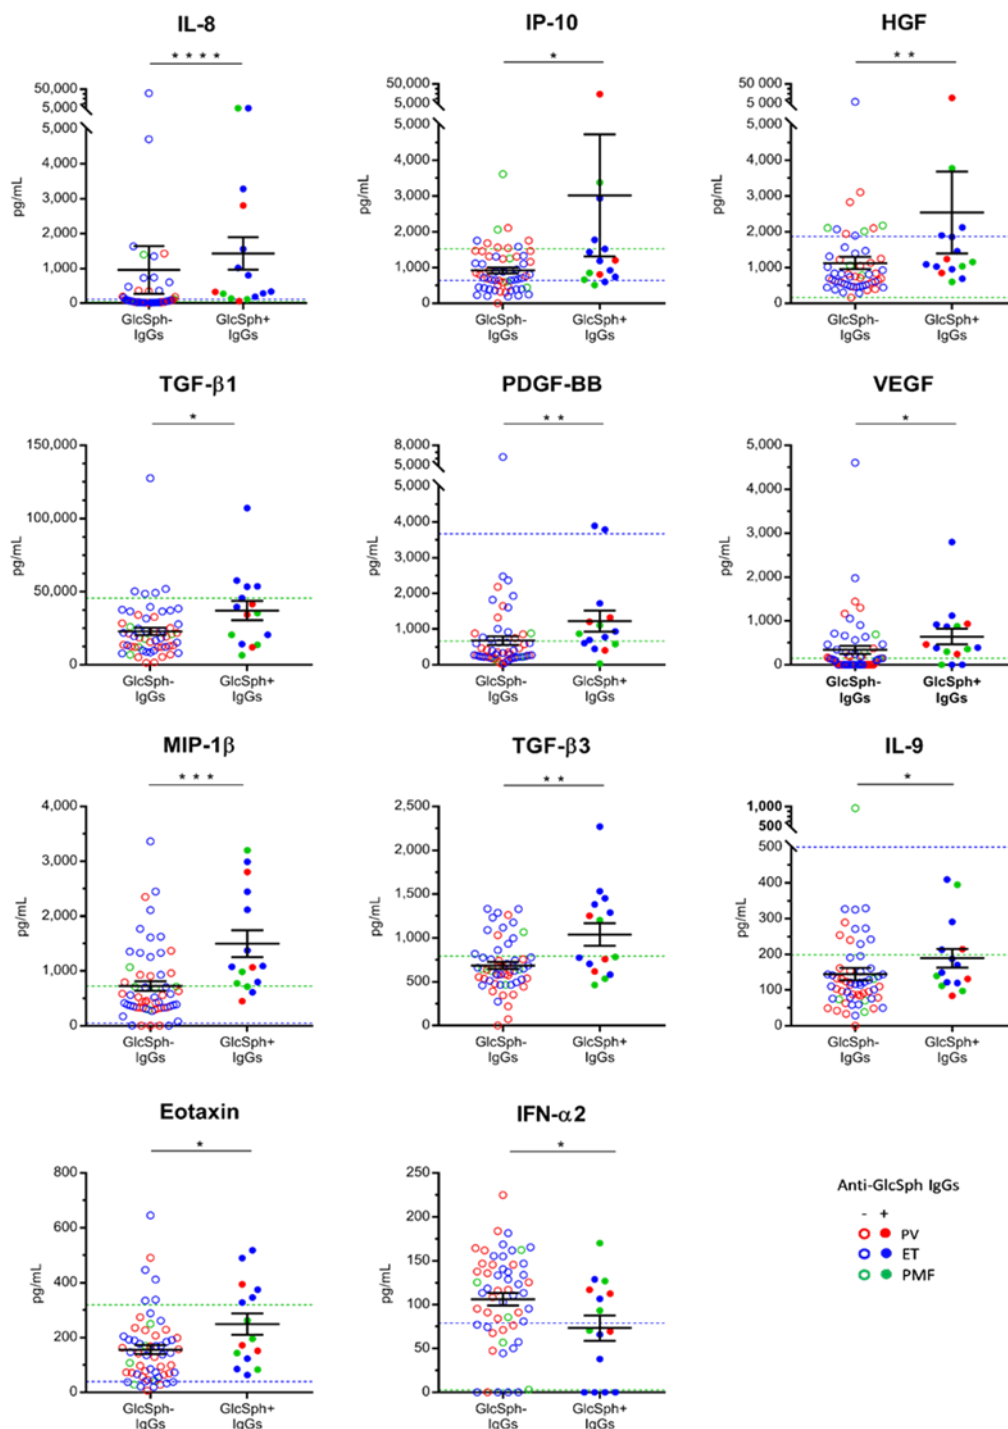 IL-8
* * * *
50,000
5,000
5,000
4,000
3,000
2,000
1,000
0
pg/mL
GlcSph-
IgGs
GlcSph+
IgGs
IP-10
*
50,000
5,000
5,000
4,000
3,000
2,000
1,000
0
pg/mL
GlcSph-
IgGs
GlcSph+
IgGs
HGF
* *
50,000
5 000
5,000
4,000
3,000
2,000
1,000
0
pg/mL
GlcSph-
IgGs
GlcSph+
IgGs
TGF-β1
*
150,000
100,000
50,000
0
pg/mL
GlcSph-
IgGs
GlcSph+
IgGs
PDGF-BB
* *
8,000
5,000
5,000
4,000
3,000
2,000
1,000
0
pg/mL
GlcSph-
IgGs
GlcSph+
IgGs
VEGF
*
5,000
4,000
3,000
2,000
1,000
0
pg/mL
GlcSph-
IgGs
GlcSph+
IgGs
MIP-1β
* * *
4,000
3,000
2,000
1,000
0
pg/mL
GlcSph-
IgGs
GlcSph+
IgGs
TGF-β3
* *
2,500
2,000
1,500
1,000
500
0
pg/mL
GlcSph-
IgGs
GlcSph+
IgGs
IL-9
*
1,000
500
500
400
300
200
100
0
pg/mL
GlcSph-
IgGs
GlcSph+
IgGs
Eotaxin
*
800
600
400
200
0
pg/mL
GlcSph-
IgGs
GlcSph+
IgGs
IFN-α2
*
250
200
150
100
50
0
pg/mL
GlcSph-
IgGs
GlcSph+
IgGs
Anti-GlcSph IgGs
- +
PV
ET
PMF